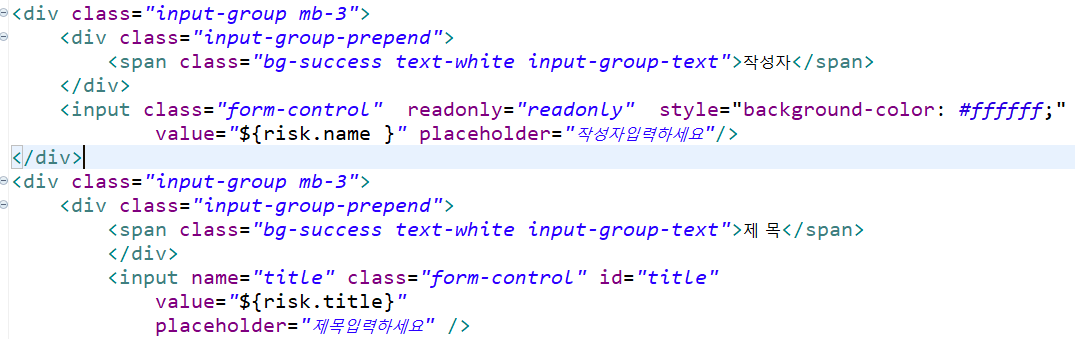 <div class="input-group mb-3">
    <div class="input-group-prepend">
        <span class="bg-success text-white input-group-text">작성자</span>
    </div>
    <input class="form-control"  readonly="readonly"  style="background-color: #ffffff;"
            value="${risk.name }" placeholder="작성자입력하세요"/>
</div>
<div class="input-group mb-3">
    <div class="input-group-prepend">
        <span class="bg-success text-white input-group-text">제 목</span>
        </div>
        <input name="title" class="form-control" id="title"
            value="${risk.title}"
            placeholder="제목입력하세요" />